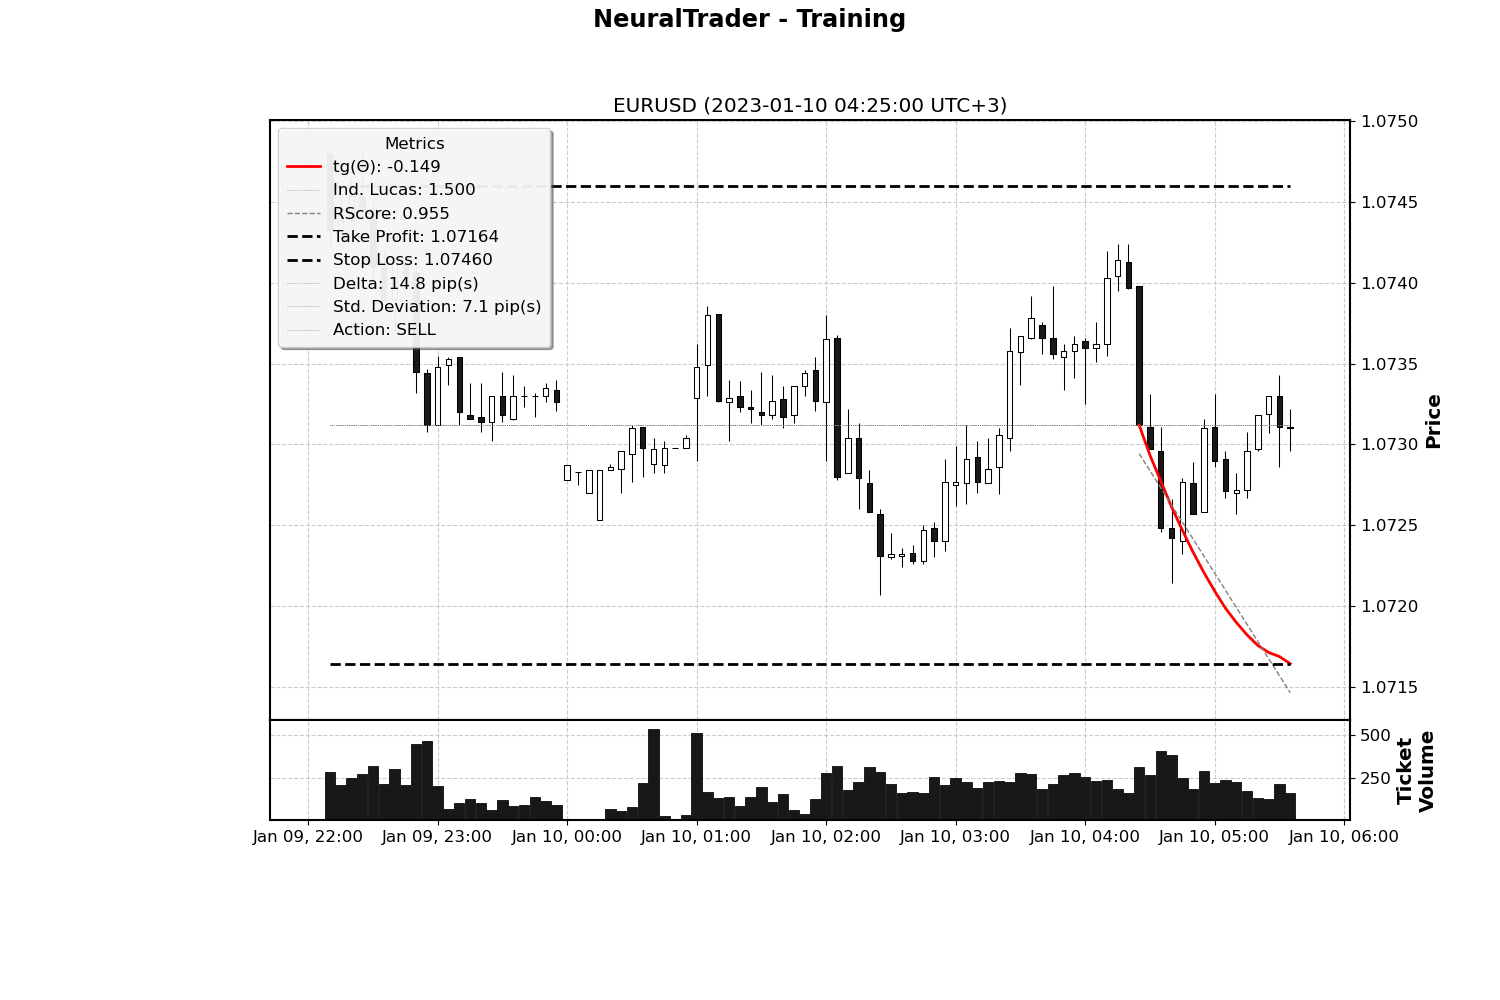 NeuralTrader - Training
EURUSD (2023-01-10 04:25:00 UTC+3)
Metrics
tg(Θ): -0.149
Ind. Lucas: 1.500
RScore: 0.955
Take Profit: 1.07164
Stop Loss: 1.07460
Delta: 14.8 pip(s)
Std. Deviation: 7.1 pip(s)
Action: SELL
1.0750
1.0745
1.0740
1.0735
1.0730
1.0725
1.0720
1.0715
Price
500
250
Ticket
Volume
Jan 09, 22:00 Jan 09, 23:00 Jan 10, 00:00 Jan 10, 01:00 Jan 10, 02:00 Jan 10, 03:00 Jan 10, 04:00 Jan 10, 05:00 Jan 10, 06:00